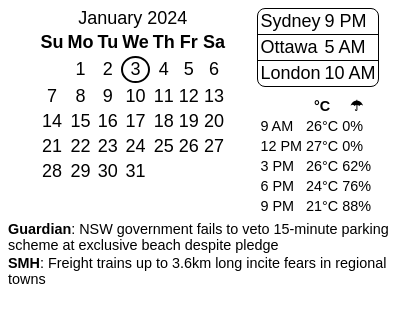 January 2024
Su Mo Tu We Th Fr Sa
1 2 3 4 5 6
7 8 9 10 11 12 13
14 15 16 17 18 19 20
21 22 23 24 25 26 27
28 29 30 31
Sydney 9 PM
Ottawa 5 AM
London 10 AM
°C ☂
9 AM 26°C 0%
12 PM 27°C 0%
3 PM 26°C 62%
6 PM 24°C 76%
9 PM 21°C 88%
Guardian: NSW government fails to veto 15-minute parking
scheme at exclusive beach despite pledge
SMH: Freight trains up to 3.6km long incite fears in regional
towns